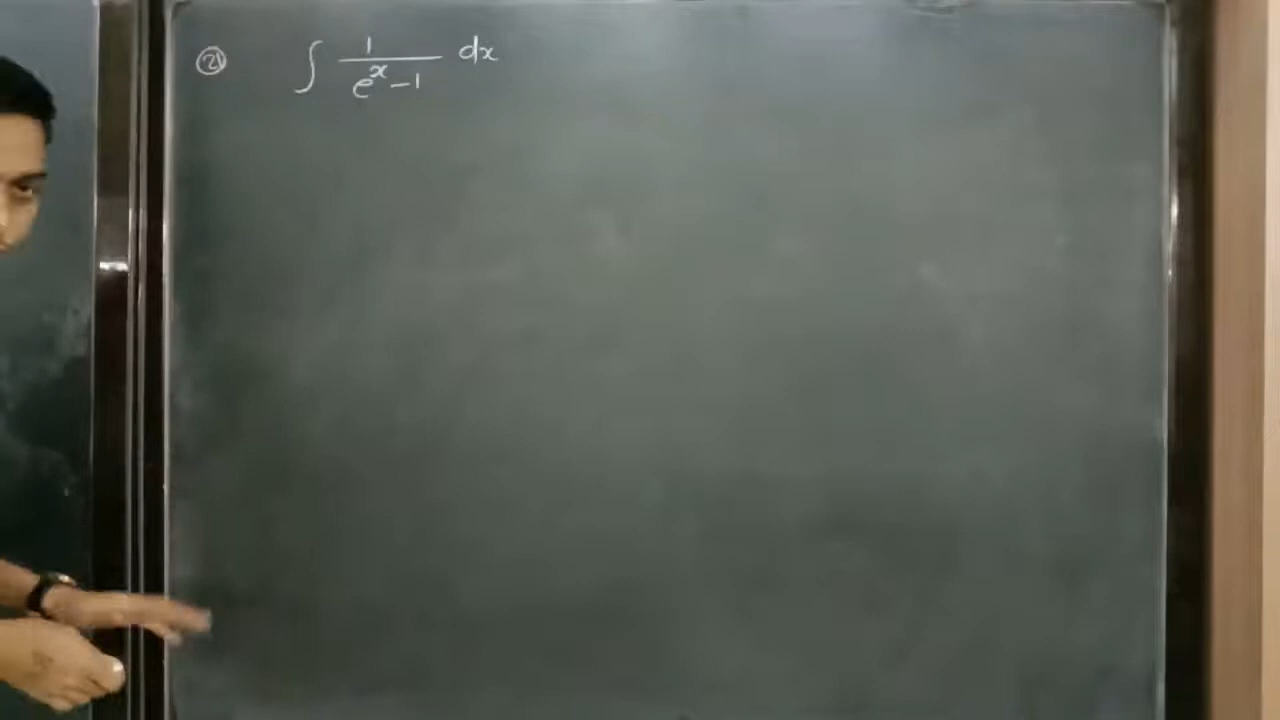 ㉑ ∫ 1/(e^x - 1) dx